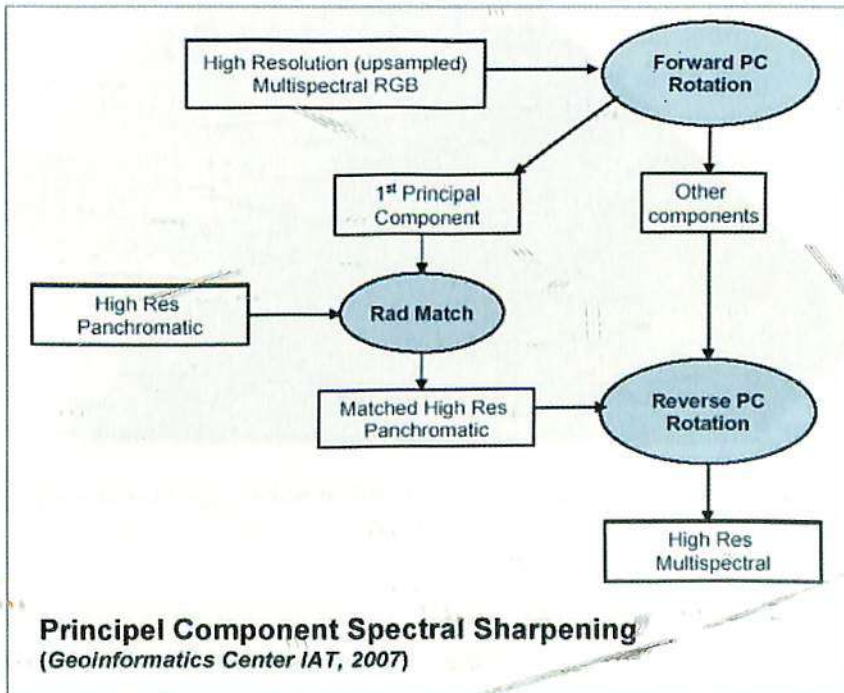 High Resolution (upsampled)
Multispectral RGB
Forward PC
Rotation
1st Principal
Component
Other
components
High Res
Panchromatic
Rad Match
Matched High Res
Panchromatic
Reverse PC
Rotation
High Res
Multispectral
Principel Component Spectral Sharpening
(Geoinformatics Center IAT, 2007)